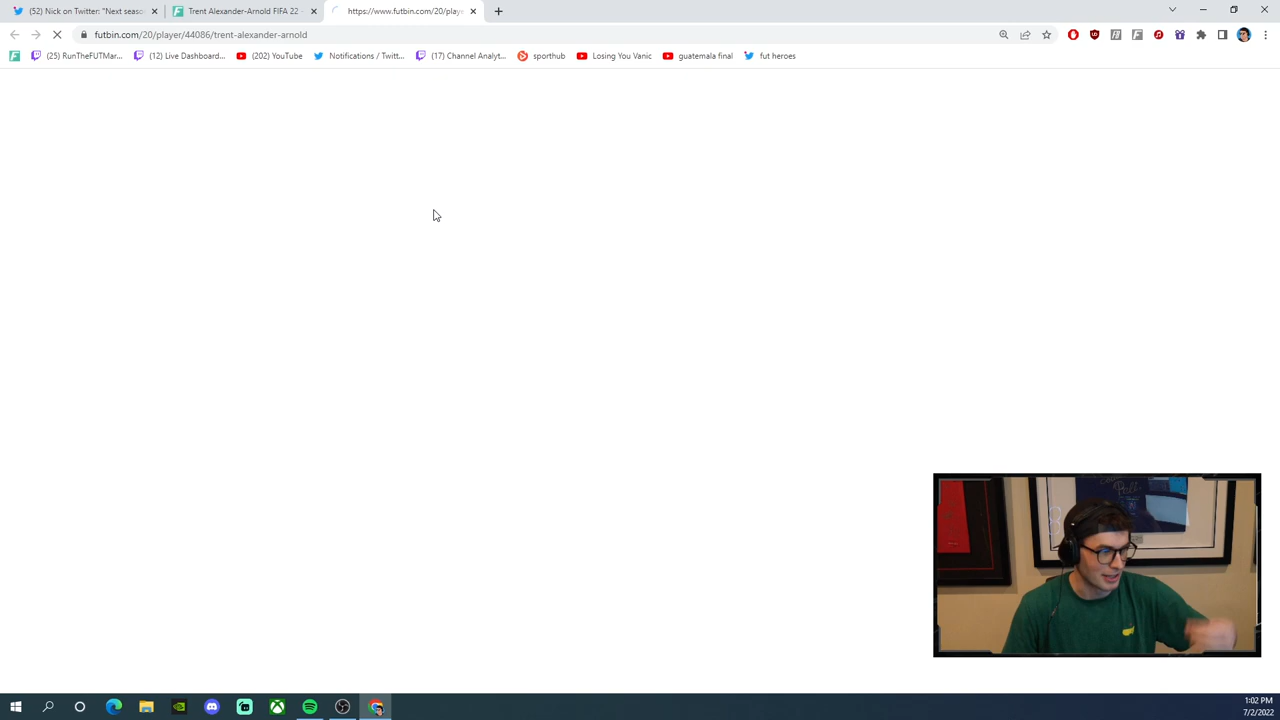 (52) Nick on Twitter: "Next seaso
Trent Alexander-Arnold FIFA 22 -
https://www.futbin.com/20/playe
futbin.com/20/player/44086/trent-alexander-arnold
(25) RunTheFUTMar...
(12) Live Dashboard...
(202) YouTube
Notifications / Twitt...
(17) Channel Analyt...
sporthub
Losing You Vanic
guatemala final
fut heroes
1:02 PM
7/2/2022